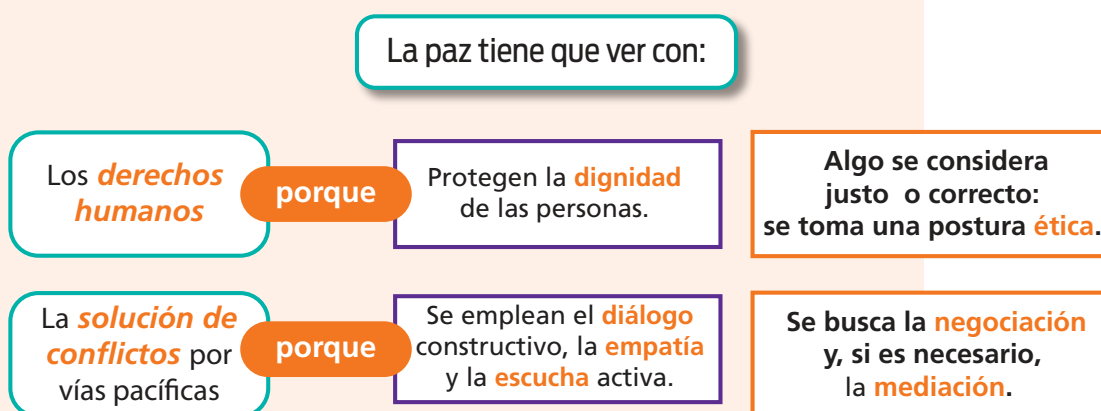 La paz tiene que ver con:
Los derechos
humanos
porque
Protegen la dignidad
de las personas.
Algo se considera
justo o correcto:
se toma una postura ética.
La solución de
conflictos por
vías pacíficas
porque
Se emplean el diálogo
constructivo, la empatía
y la escucha activa.
Se busca la negociación
y, si es necesario,
la mediación.